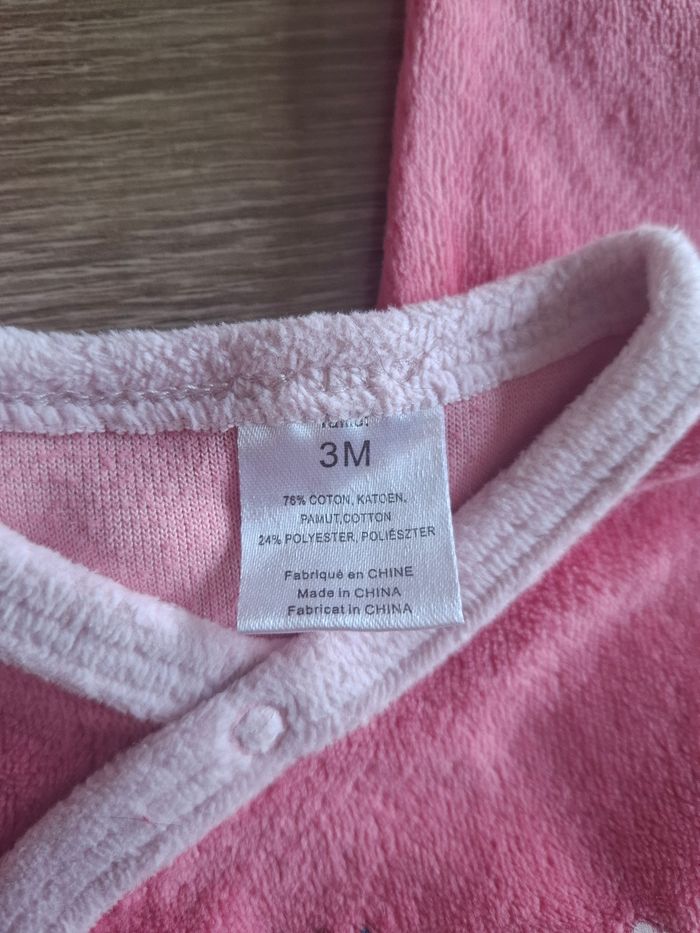 3M
76% COTON, KATOEN,
PAMUT,COTTON
24% POLYESTER, POLIÉSZTER
Fabriqué en CHINE
Made in CHINA
Fabricat in CHINA